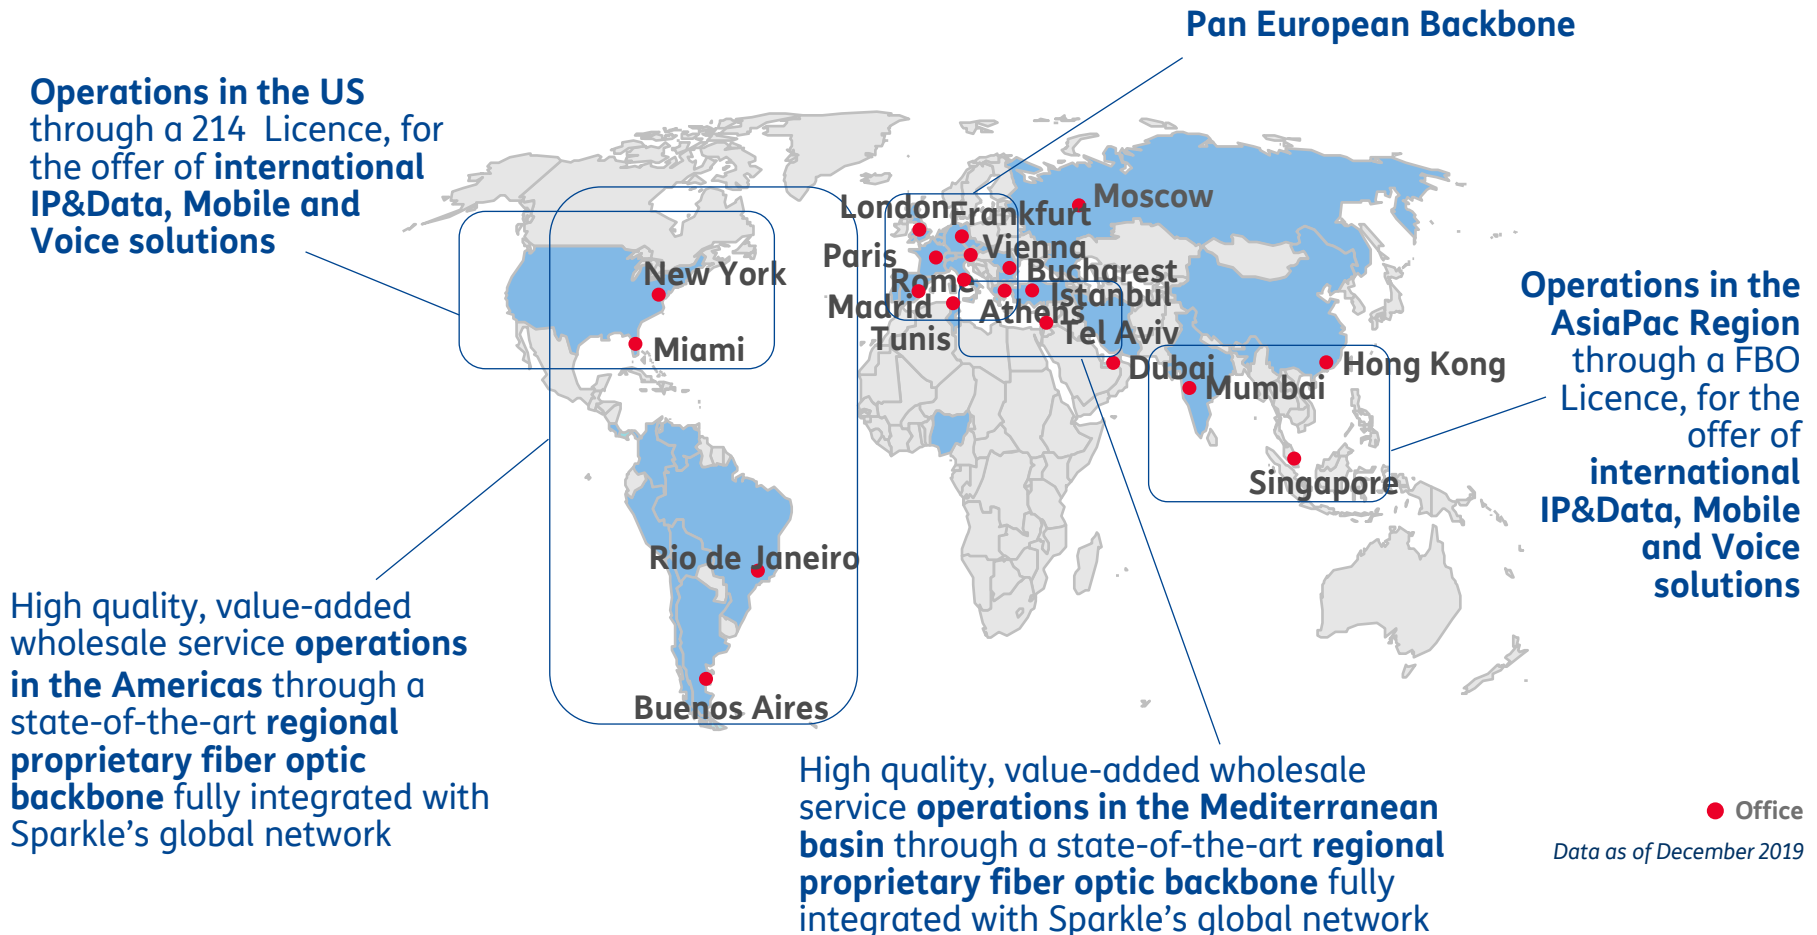 Pan European Backbone
Operations in the US
through a 214 Licence, for
the offer of international
IP&Data, Mobile and
Voice solutions
London
Frankfurt
Moscow
Paris
Vienna
New York
Rome
Bucharest
Madrid
Istanbul
Athens
Tunis
Tel Aviv
Miami
Dubai
Mumbai
Hong Kong
Singapore
Operations in the
AsiaPac Region
through a FBO
Licence, for the
offer of
international
IP&Data, Mobile
and Voice
solutions
Rio de Janeiro
Buenos Aires
High quality, value-added
wholesale service operations
in the Americas through a
state-of-the-art regional
proprietary fiber optic
backbone fully integrated with
Sparkle's global network
High quality, value-added wholesale
service operations in the Mediterranean
basin through a state-of-the-art regional
proprietary fiber optic backbone fully
integrated with Sparkle's global network
Office
Data as of December 2019